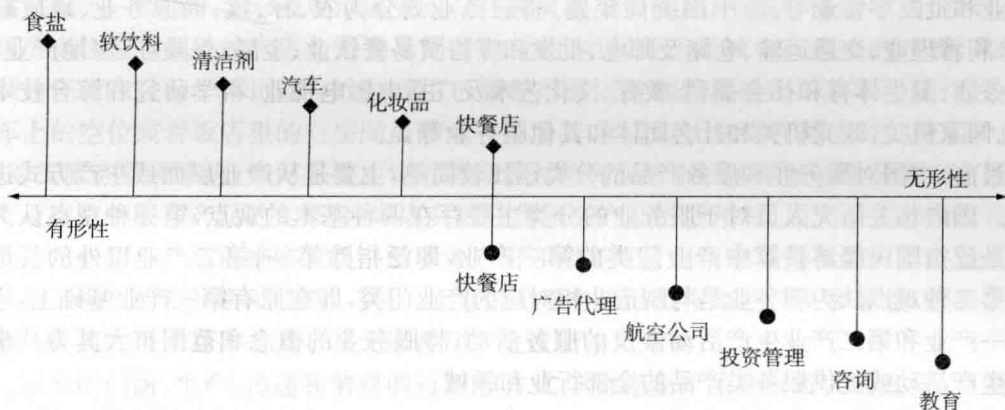 食盐
软饮料
清洁剂
汽车
化妆品
快餐店
无形性
有形性
快餐店
广告代理
航空公司
投资管理
咨询
教育